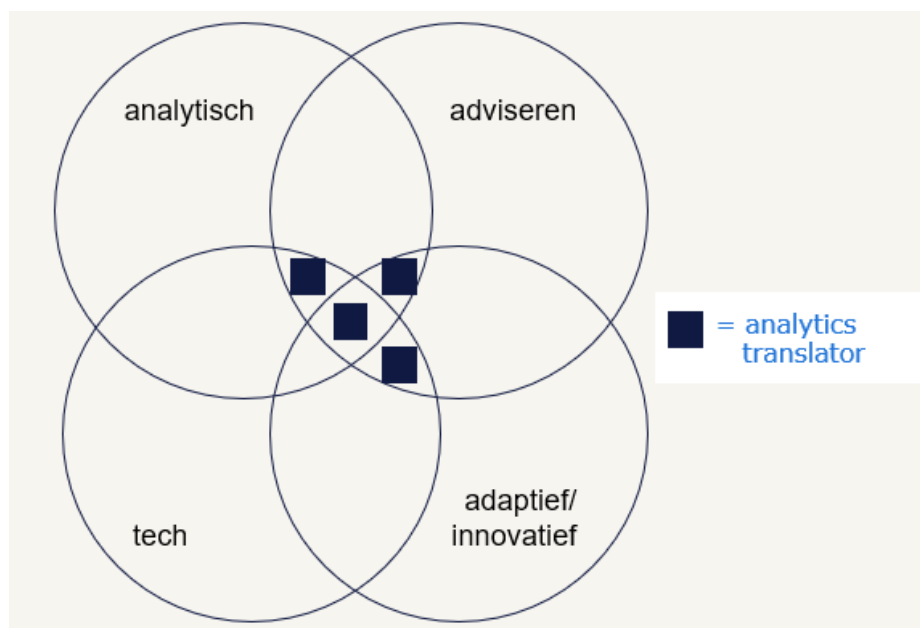 analytisch
adviseren
= analytics
translator
tech
adaptief/
innovatief